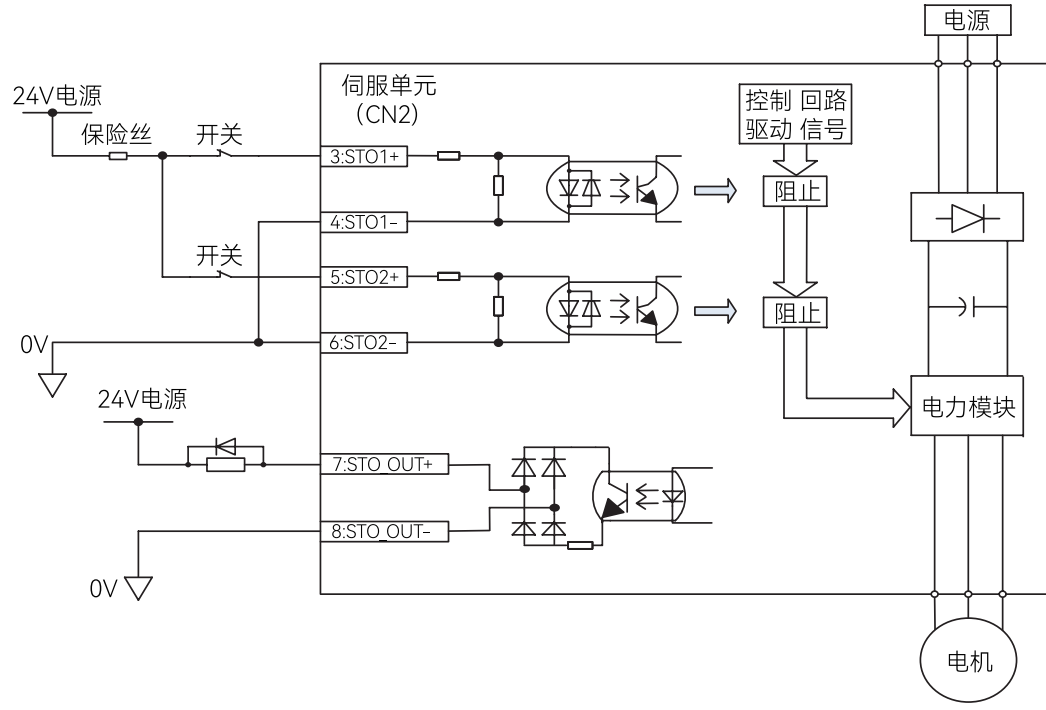 电源
24V电源
保险丝
开关
伺服单元
（CN2）
控制 回路
驱动 信号
3:STO1+
阻止
4:STO1-
开关
5:STO2+
阻止
0V
6:STO2-
24V电源
电力模块
7:STO_OUT+
8:STO_OUT-
0V
电机